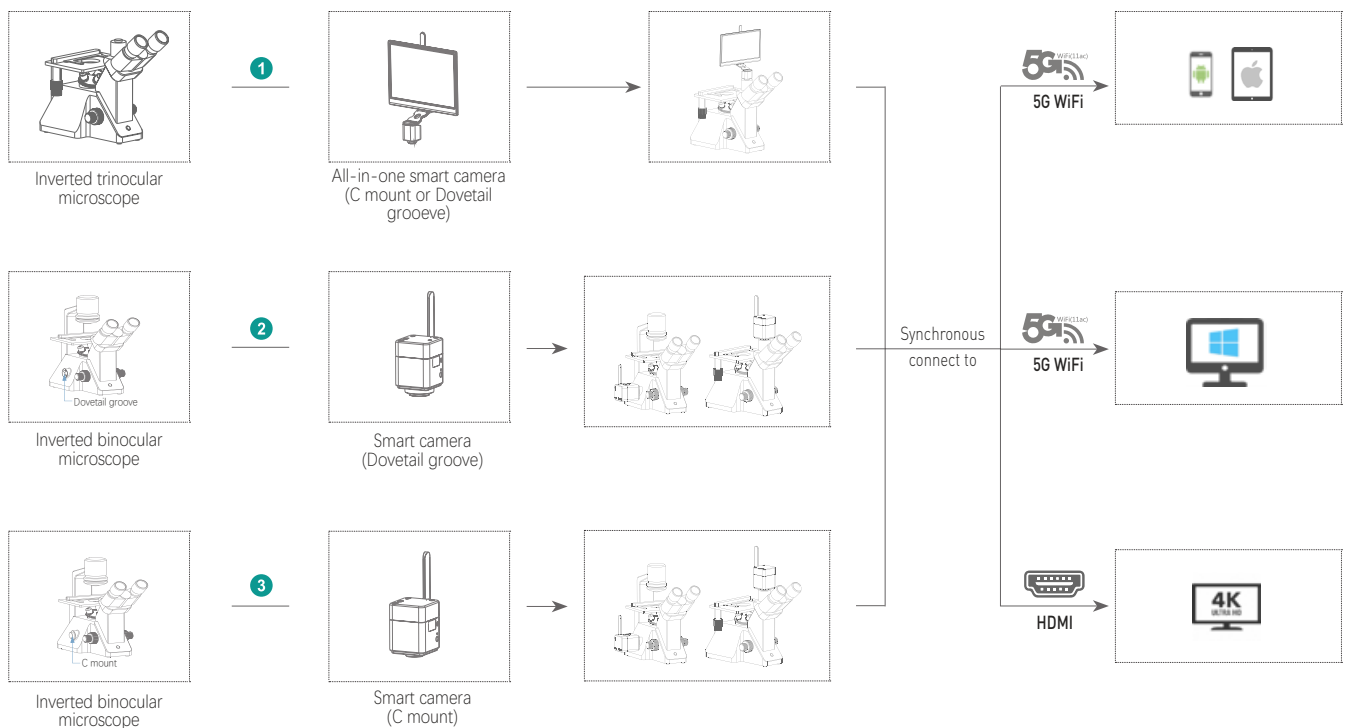 1
Inverted trinocular
microscope
All-in-one smart camera
(C mount or Dovetail
grooeve)
5G WiFi(11ac)
5G WiFi
2
Dovetail groove
Inverted binocular
microscope
Smart camera
(Dovetail groove)
Synchronous
connect to
5G WiFi(11ac)
5G WiFi
3
C mount
Inverted binocular
microscope
Smart camera
(C mount)
HDMI
4K
ULTRA HD